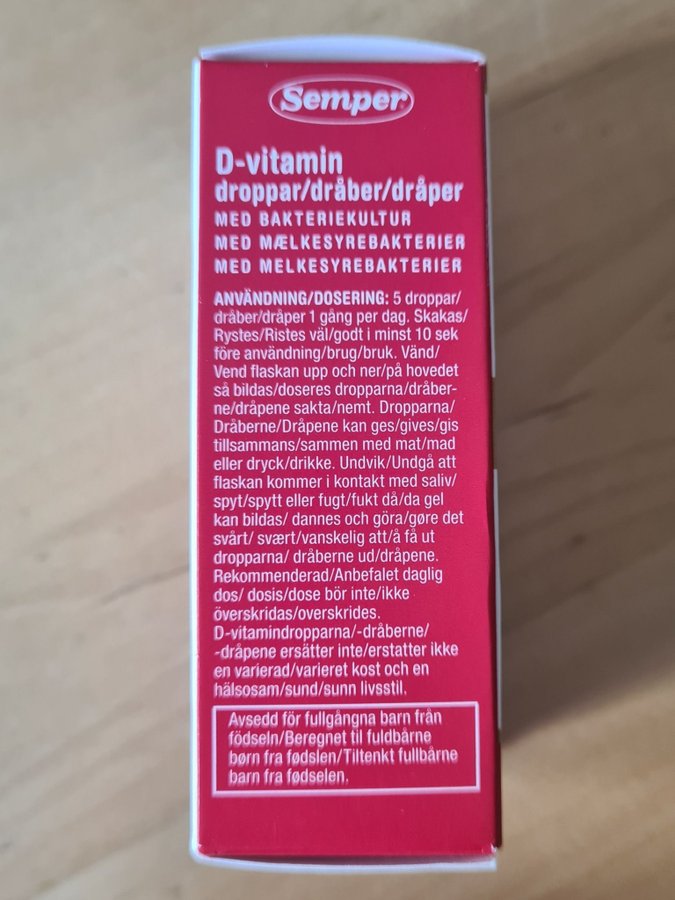 Semper
D-vitamin
droppar/dråber/dråper
MED BAKTERIEKULTUR
MED MÆLKESYREBAKTERIER
MED MELKESYREBAKTERIER
ANVÄNDNING/DOSERING: 5 droppar/
dråber/dråper 1 gång per dag. Skakas/
Rystes/Ristes väl/godt i minst 10 sek
före användning/brug/bruk. Vänd/
Vend flaskan upp och ner/på hovedet
så bildas/doseres dropparna/dråber-
ne/dråpene sakta/nemt. Dropparna/
Dråberne/Dråpene kan ges/gives/gis
tillsammans/sammen med mat/mad
eller dryck/drikke. Undvik/Undgå att
flaskan kommer i kontakt med saliv/
spyt/spytt eller fugt/fukt då/da gel
kan bildas/ dannes och göra/gøre det
svårt/ svært/vanskelig att/å få ut
dropparna/ dråberne ud/dråpene.
Rekommenderad/Anbefalet daglig
dos/ dosis/dose bör inte/ikke
överskridas/overskrides.
D-vitamindropparna/-dråberne/
-dråpene ersätter inte/erstatter ikke
en varierad/varieret kost och en
hälsosam/sund/sunn livsstil.
Avsedd för fullgångna barn från
födseln/Beregnet til fuldbårne
børn fra fødslen/Tiltenkt fullbårne
barn fra fødselen.